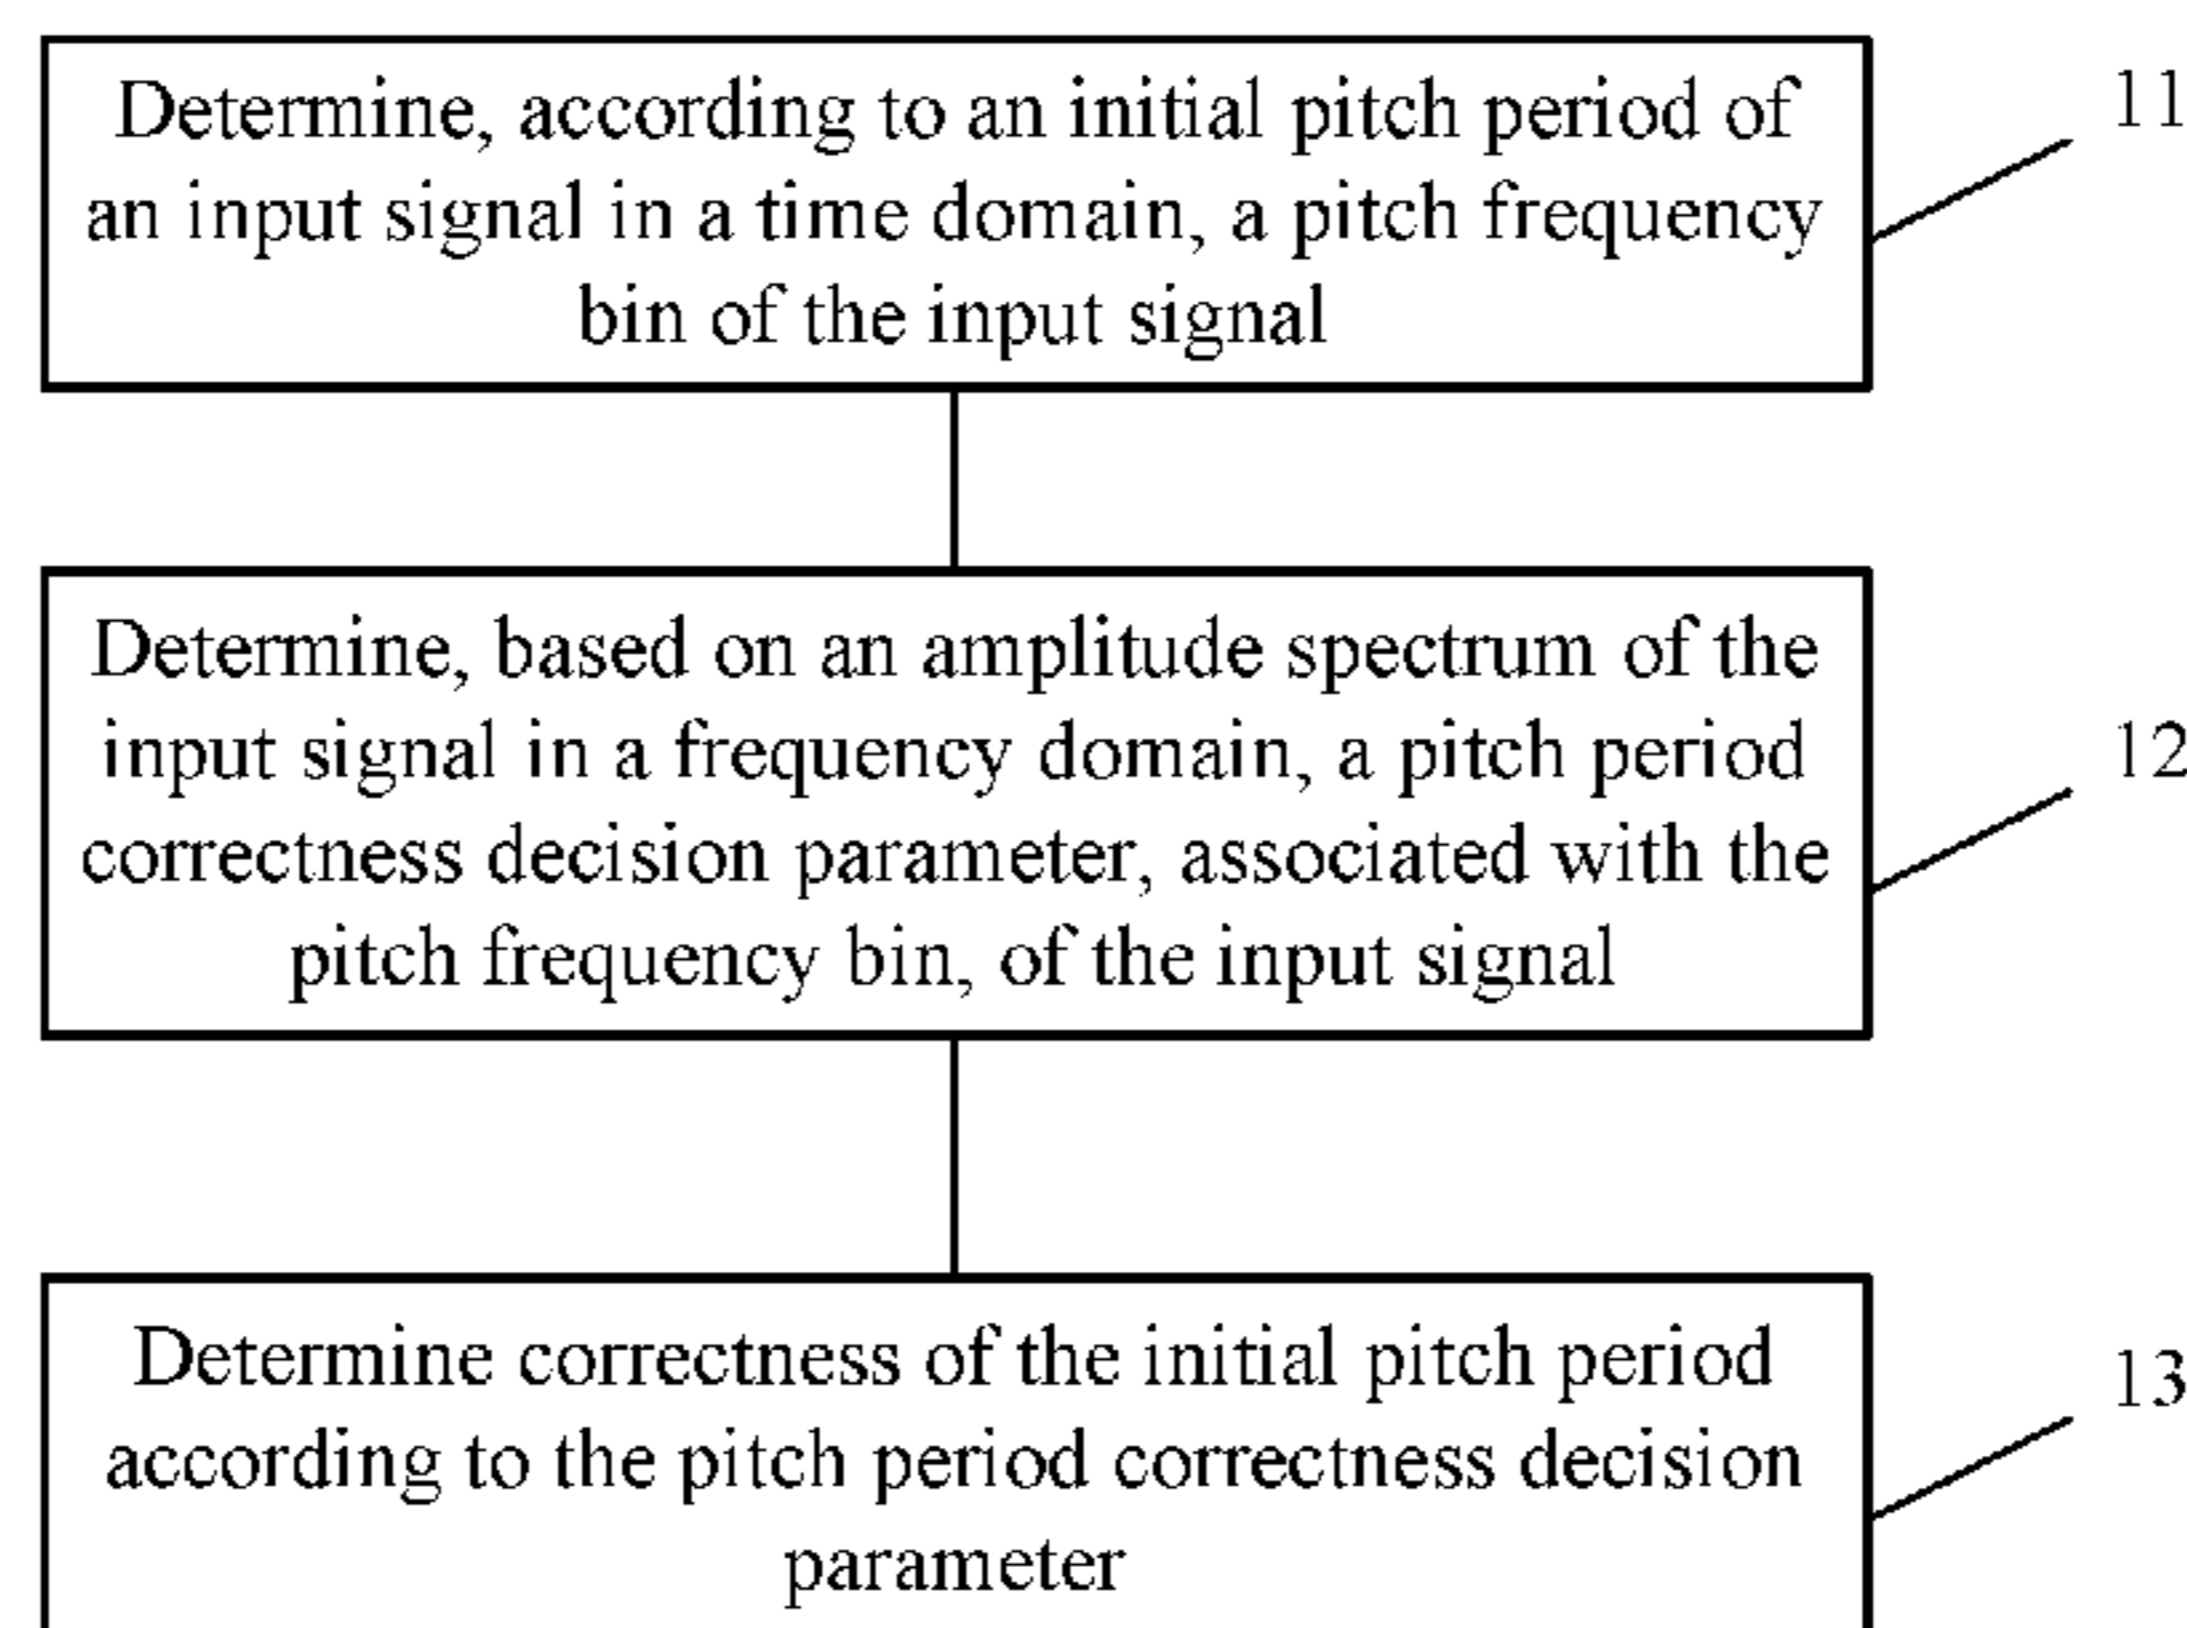 Determine, according to an initial pitch period of
an input signal in a time domain, a pitch frequency
bin of the input signal
11
Determine, based on an amplitude spectrum of the
input signal in a frequency domain, a pitch period
correctness decision parameter, associated with the
pitch frequency bin, of the input signal
12
Determine correctness of the initial pitch period
according to the pitch period correctness decision
parameter
13